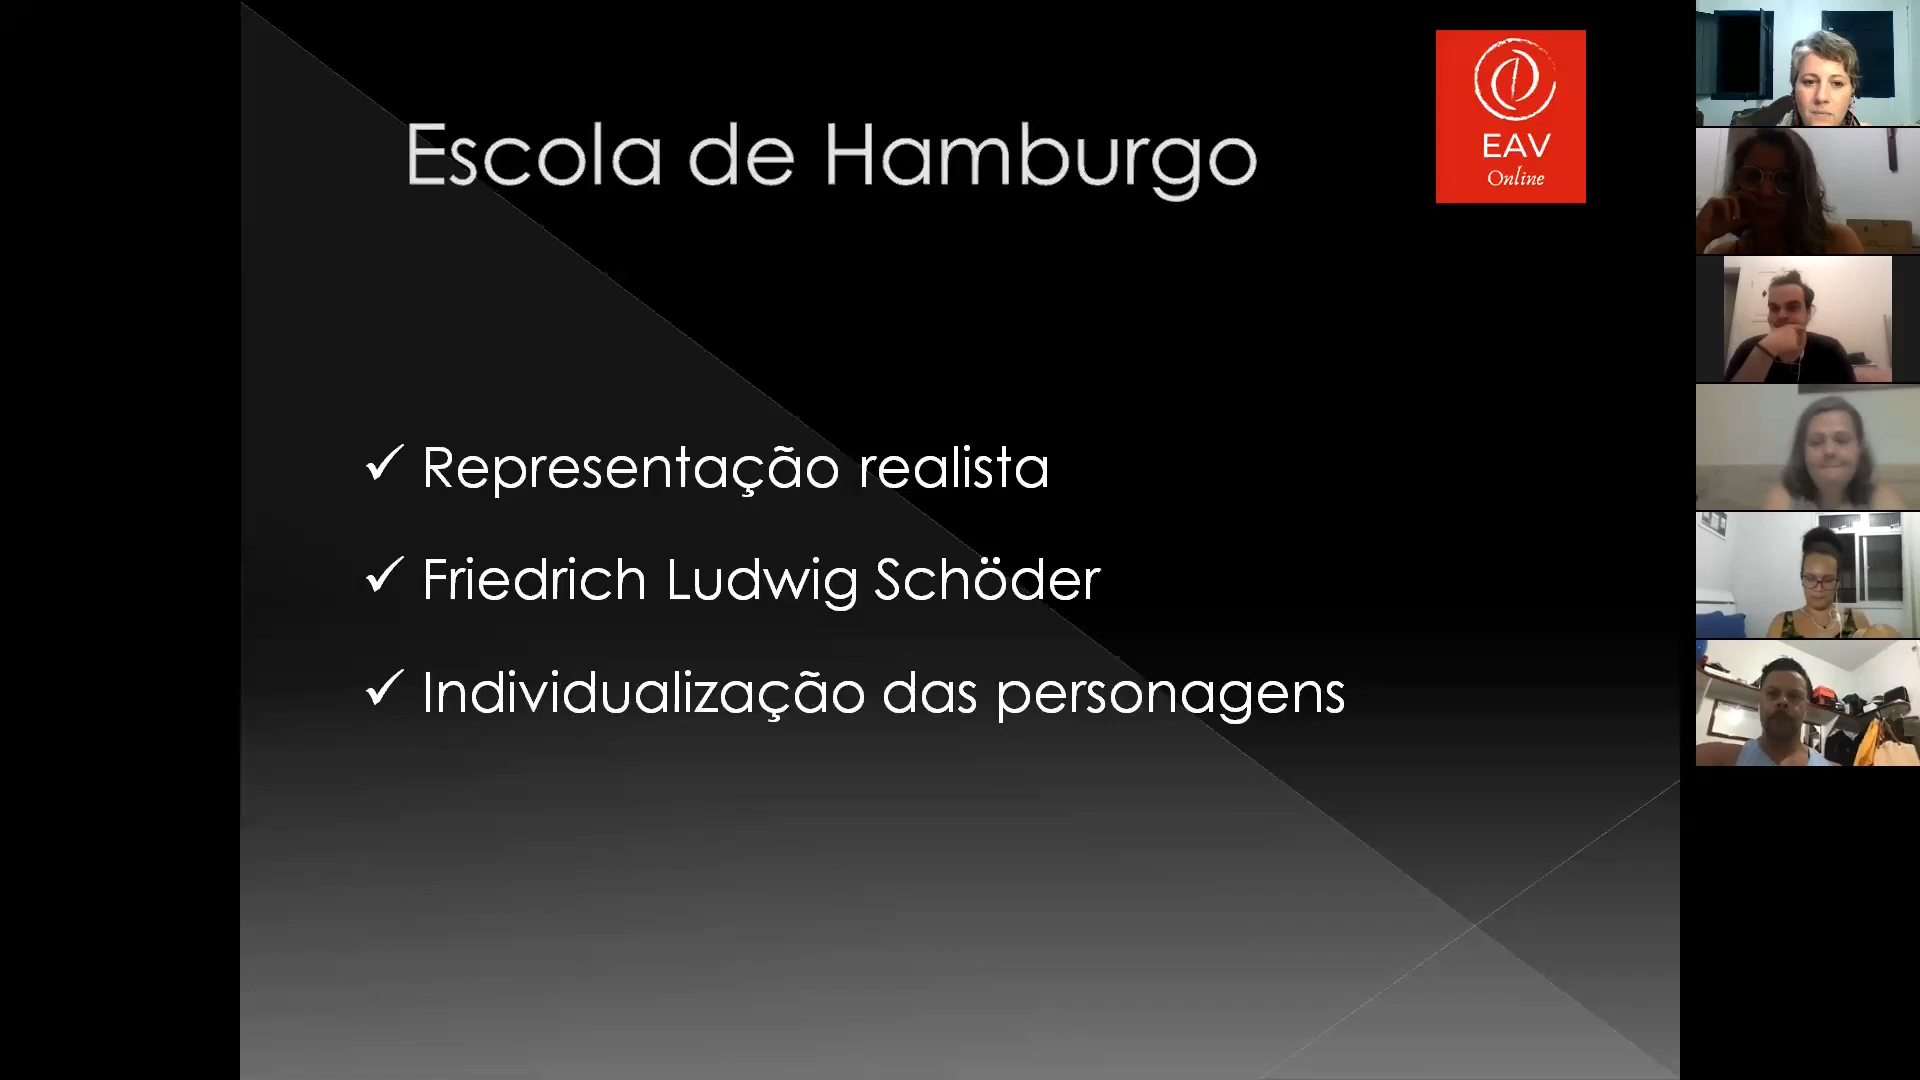 Escola de Hamburgo
EAV
Online
✓ Representação realista
✓ Friedrich Ludwig Schöder
✓ Individualização das personagens